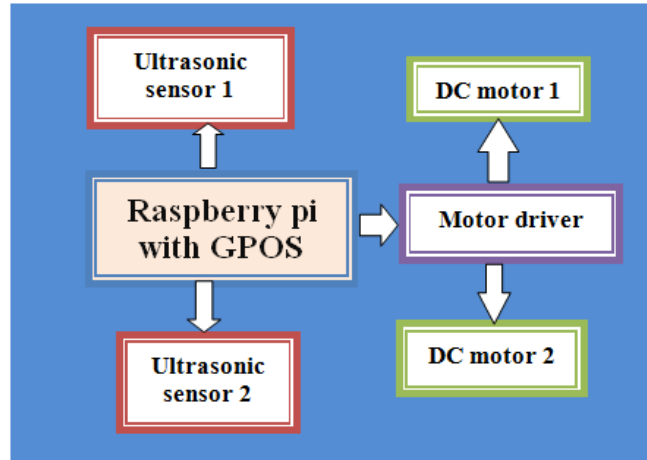 Ultrasonic
sensor 1
DC motor 1
Raspberry pi
with GPOS
Motor driver
Ultrasonic
sensor 2
DC motor 2